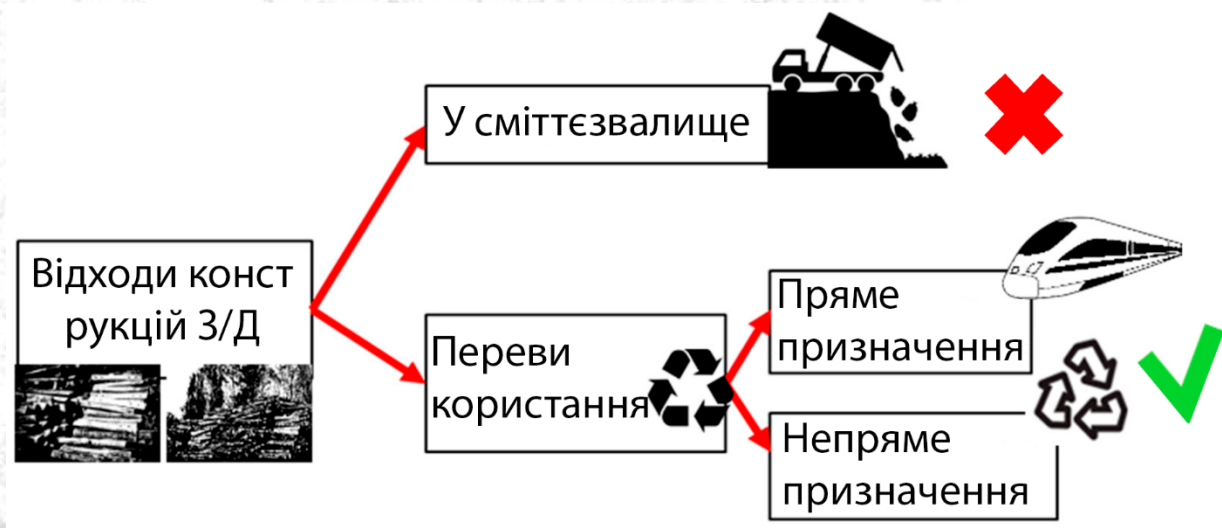 У сміттєзвалище
Відходи конст
рукцій З/Д
Переви
користання
Пряме
призначення
Непряме
призначення